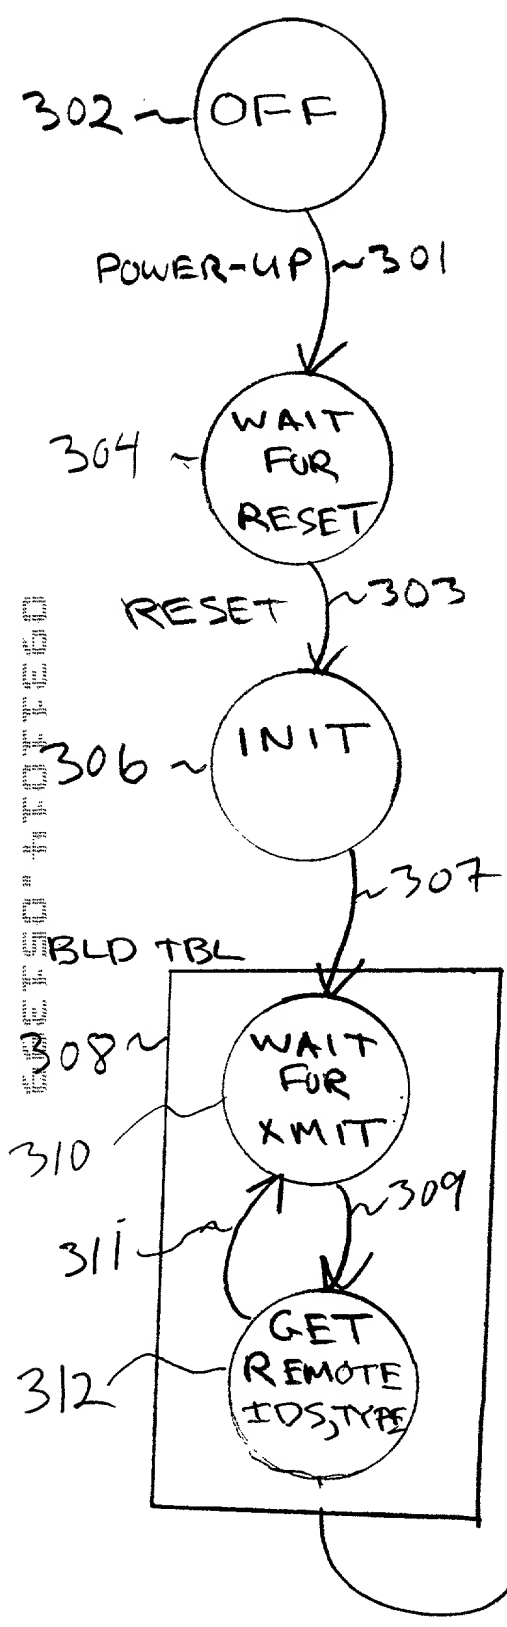 302
OFF
POWER-UP
301
304
WAIT
FOR
RESET
RESET
303
306
INIT
307
BLD TBL
308
WAIT
FOR
XMIT
310
309
311
GET
REMOTE
IDS,TYPE
312